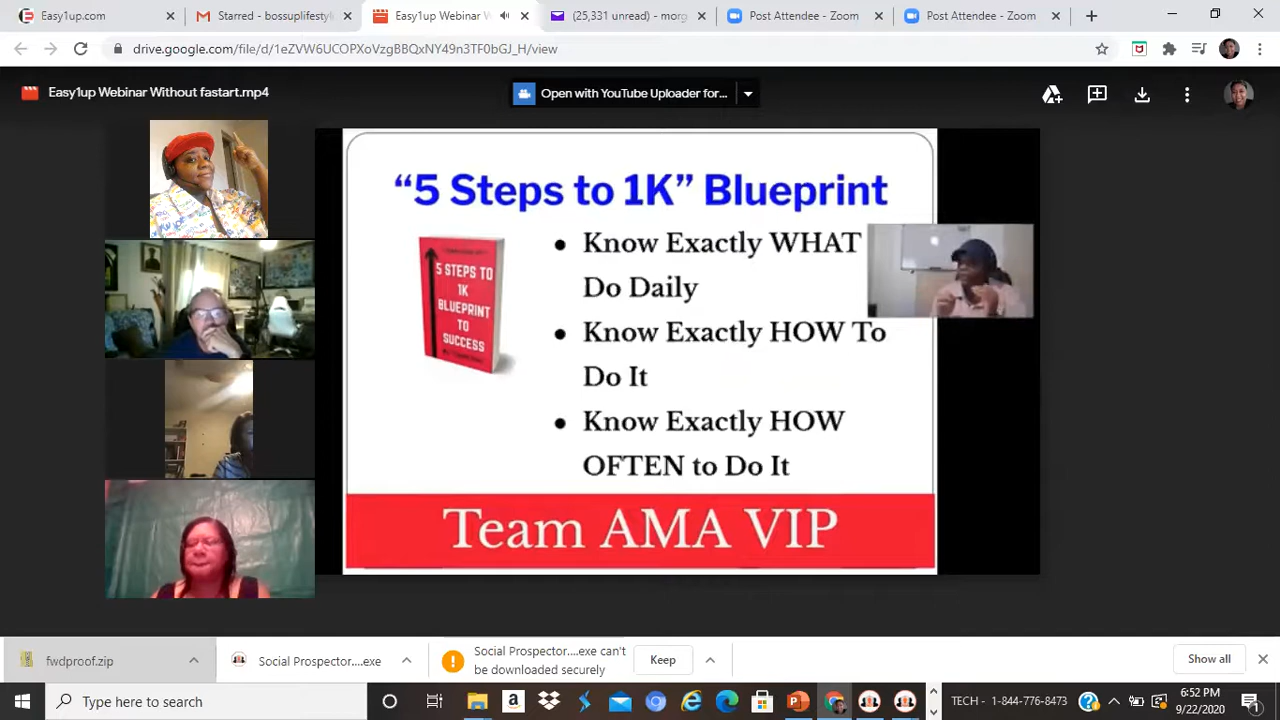 Easy1up.com
Starred - bossuplifesty
Easy1up Webinar W
(25,331 unread) - morg
Post Attendee - Zoom
Post Attendee - Zoom
drive.google.com/file/d/1eZVW6UCOPXoVzgBBQxNY49n3TF0bGJ_H/view
Easy1up Webinar Without fastart.mp4
Open with YouTube Uploader for...
“5 Steps to 1K” Blueprint
5 STEPS TO
1K
BLUEPRINT
TO
SUCCESS
Know Exactly WHAT
Do Daily
Know Exactly HOW To
Do It
Know Exactly HOW
OFTEN to Do It
Team AMA VIP
fwdproof.zip
Social Prospector....exe
Social Prospector....exe can't
be downloaded securely
Keep
Show all
Type here to search
TECH - 1-844-776-8473
6:52 PM
9/22/2020
1